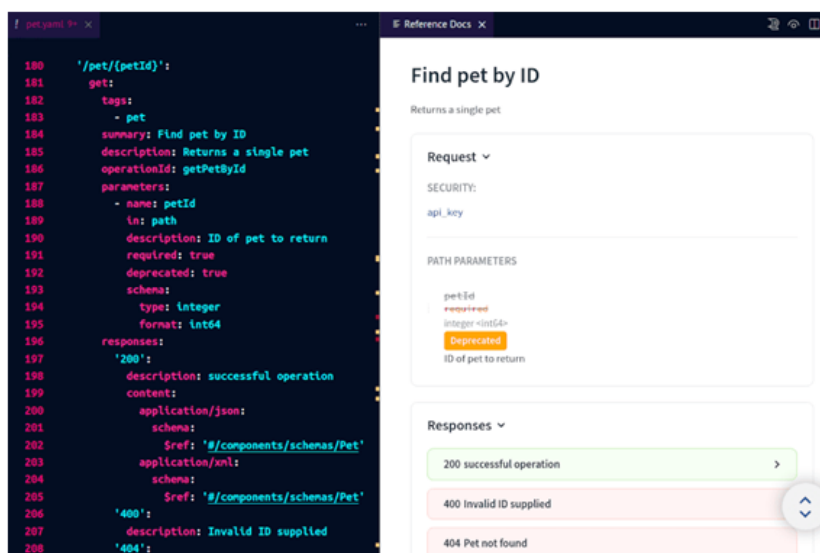 pet.yaml 9+ ×
180 '/pet/{petId}':
181 get:
182 tags:
183 - pet
184 summary: Find pet by ID
185 description: Returns a single pet
186 operationId: getPetById
187 parameters:
188 - name: petId
189 in: path
190 description: ID of pet to return
191 required: true
192 deprecated: true
193 schema:
194 type: integer
195 format: int64
196 responses:
197 '200':
198 description: successful operation
199 content:
200 application/json:
201 schema:
202 $ref: '#/components/schemas/Pet'
203 application/xml:
204 schema:
205 $ref: '#/components/schemas/Pet'
206 '400':
207 description: Invalid ID supplied
208 '404':
Reference Docs ×
Find pet by ID
Returns a single pet
Request
SECURITY:
api_key
PATH PARAMETERS
petId
required
integer <int64>
Deprecated
ID of pet to return
Responses
200 successful operation
400 Invalid ID supplied
404 Pet not found